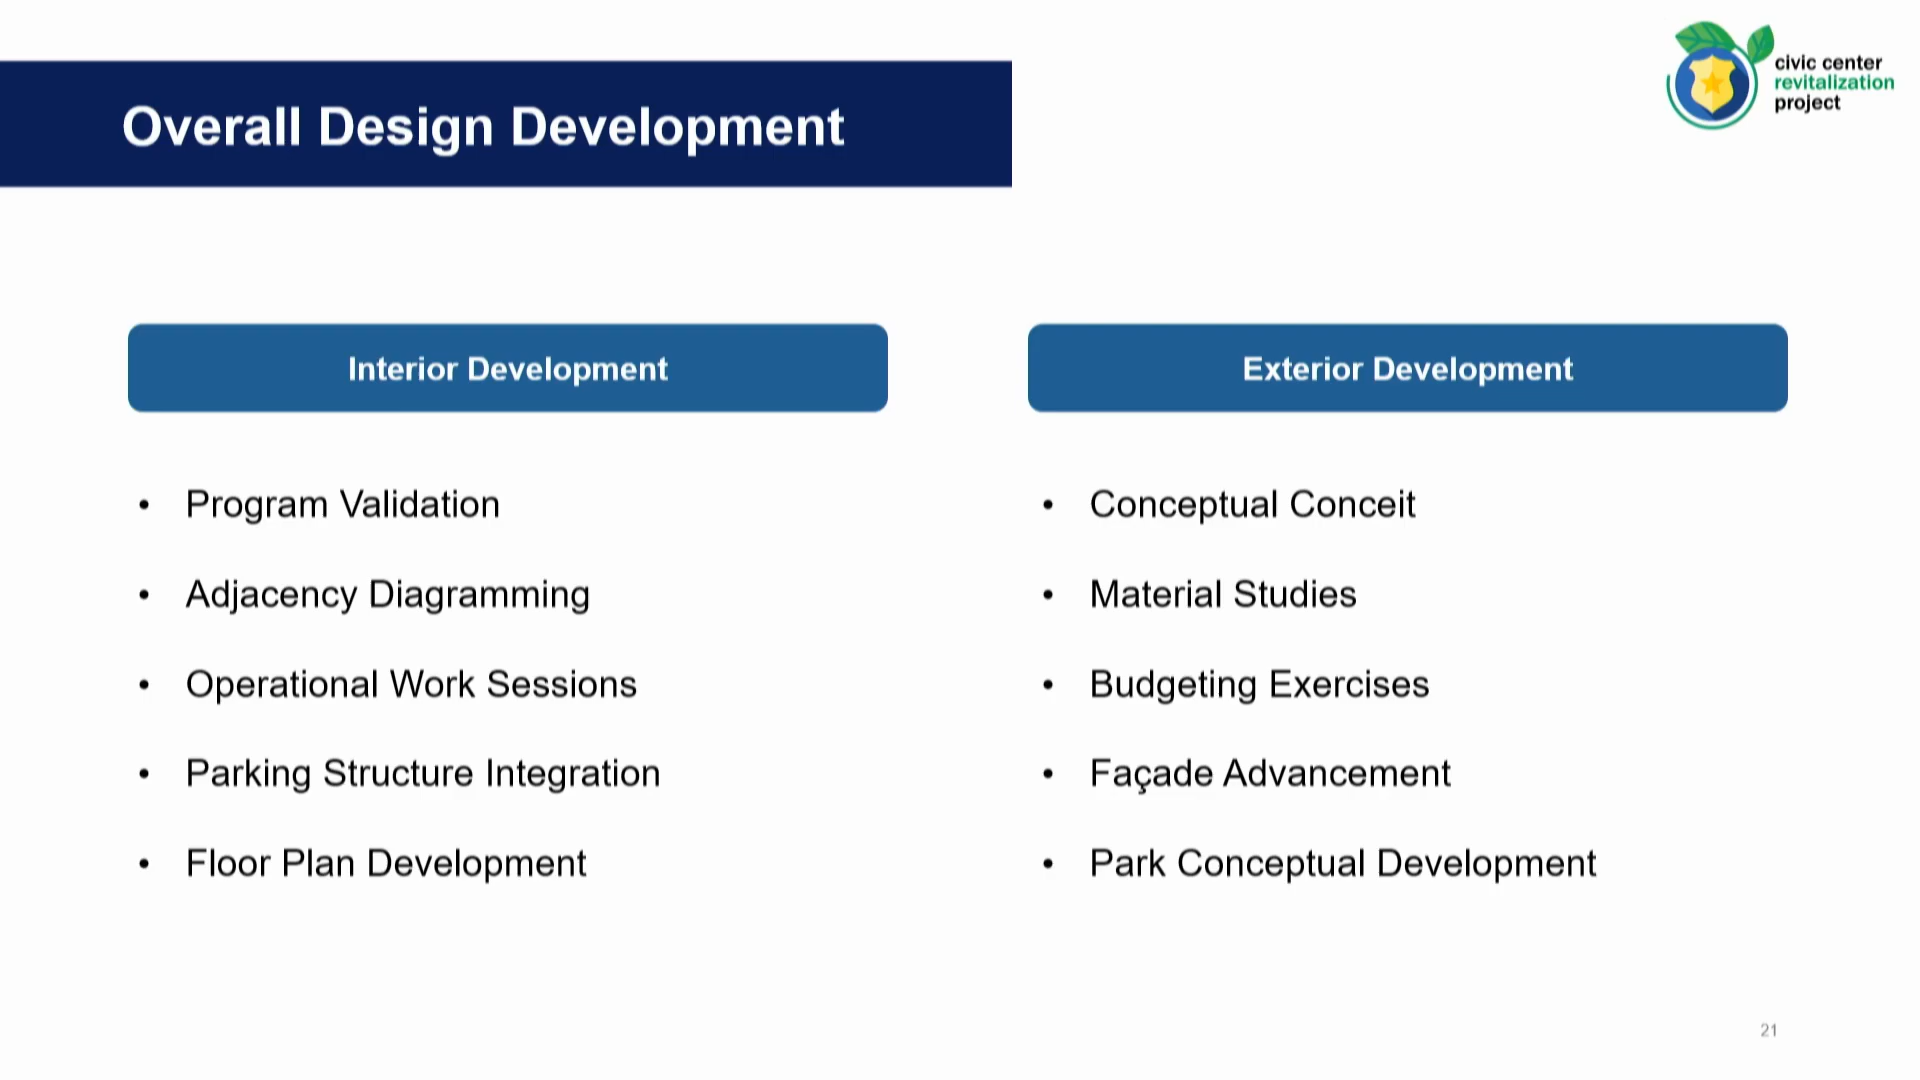 civic center
revitalization
project
Overall Design Development
Interior Development
Program Validation
Adjacency Diagramming
Operational Work Sessions
Parking Structure Integration
Floor Plan Development
Exterior Development
Conceptual Conceit
Material Studies
Budgeting Exercises
Façade Advancement
Park Conceptual Development
21